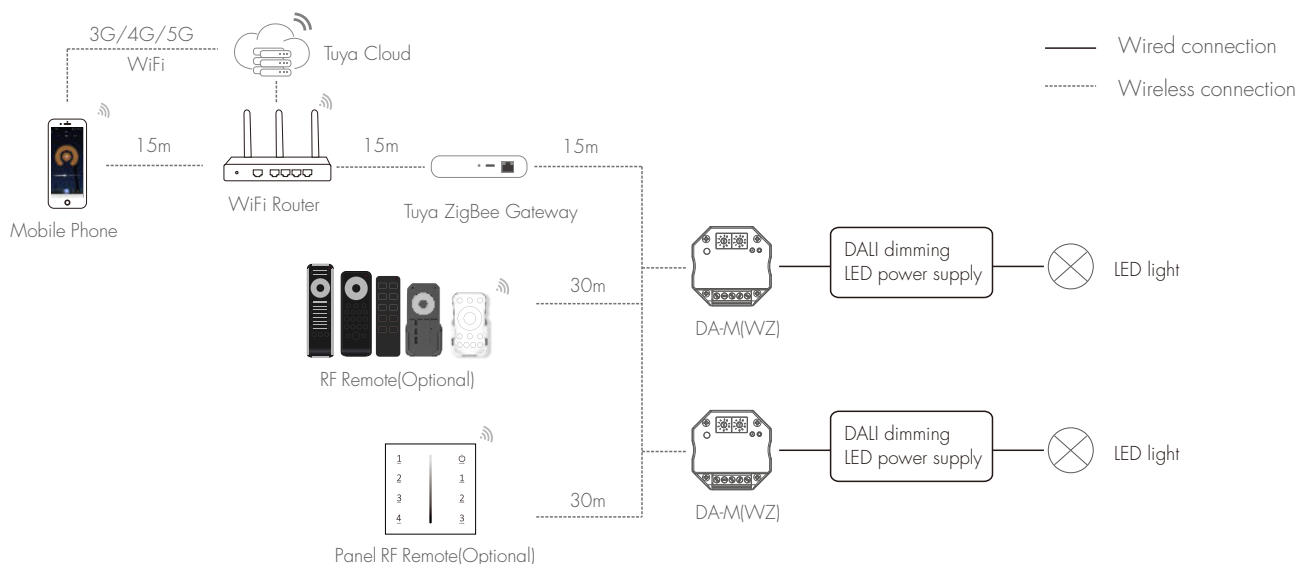 3G/4G/5G
WiFi
Tuya Cloud
Wired connection
Wireless connection
15m
15m
15m
WiFi Router
Tuya ZigBee Gateway
Mobile Phone
DALI dimming
LED power supply
LED light
30m
DA-M(WZ)
RF Remote(Optional)
DALI dimming
LED power supply
LED light
1
2
3
4
1
2
3
30m
DA-M(WZ)
Panel RF Remote(Optional)